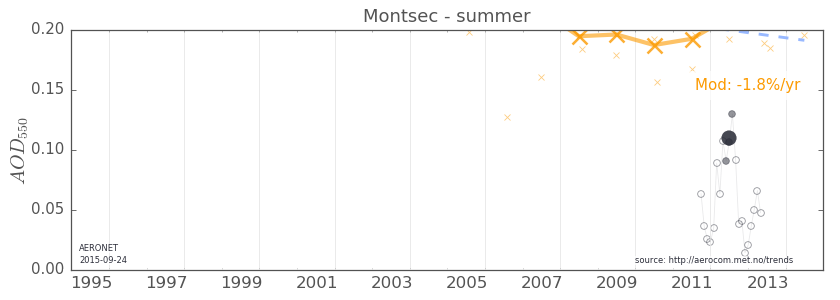 Montsec - summer
0.20
0.15
0.10
0.05
0.00
AOD550
Mod: -1.8%/yr
AERONET
2015-09-24
source: http://aerocom.met.no/trends
1995 1997 1999 2001 2003 2005 2007 2009 2011 2013